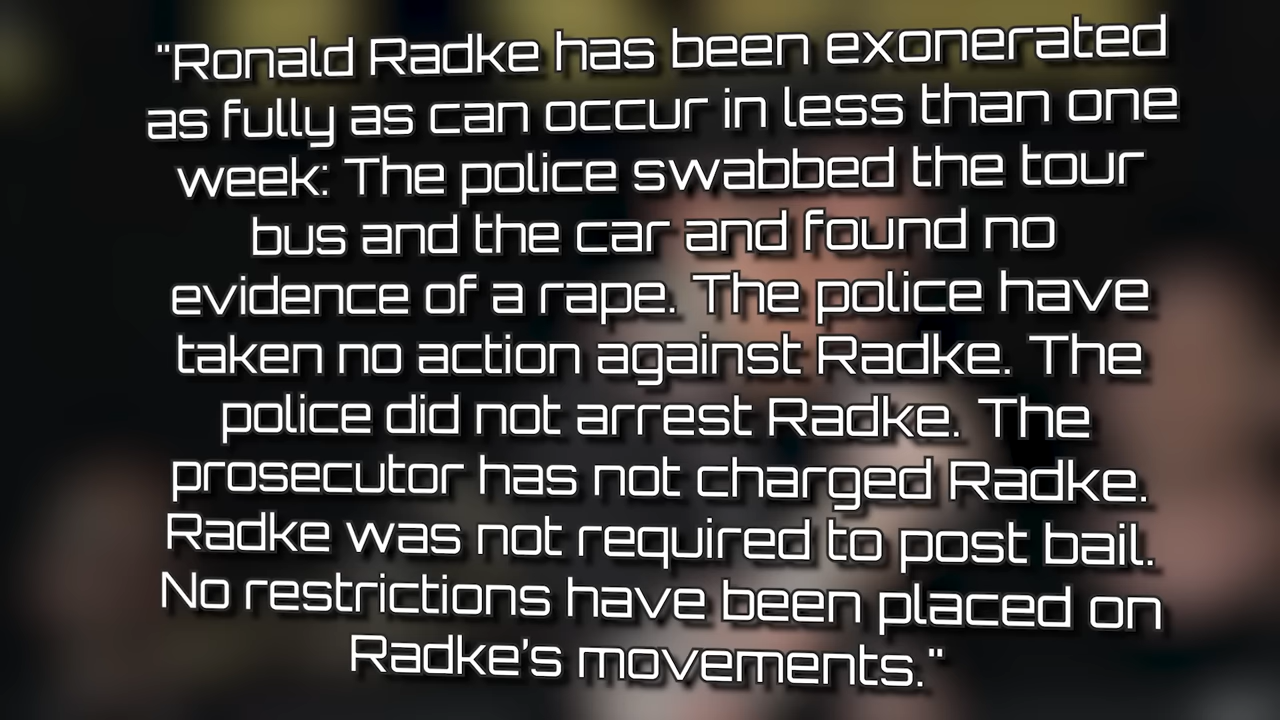 "Ronald Radke has been exonerated
as fully as can occur in less than one
week: The police swabbed the tour
bus and the car and found no
evidence of a rape. The police have
taken no action against Radke. The
police did not arrest Radke. The
prosecutor has not charged Radke.
Radke was not required to post bail.
No restrictions have been placed on
Radke's movements."